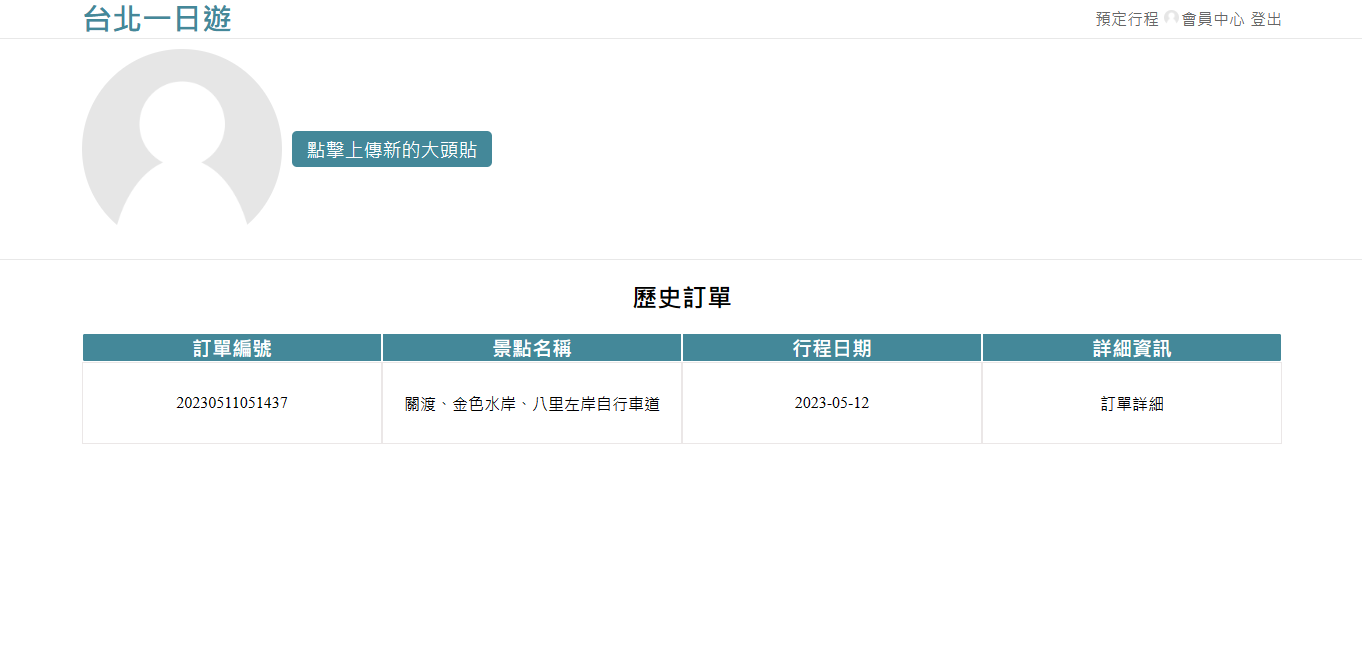 台北一日遊
預定行程 會員中心 登出
點擊上傳新的大頭貼
歷史訂單
訂單編號 景點名稱 行程日期 詳細資訊
20230511051437 關渡、金色水岸、八里左岸自行車道 2023-05-12 訂單詳細